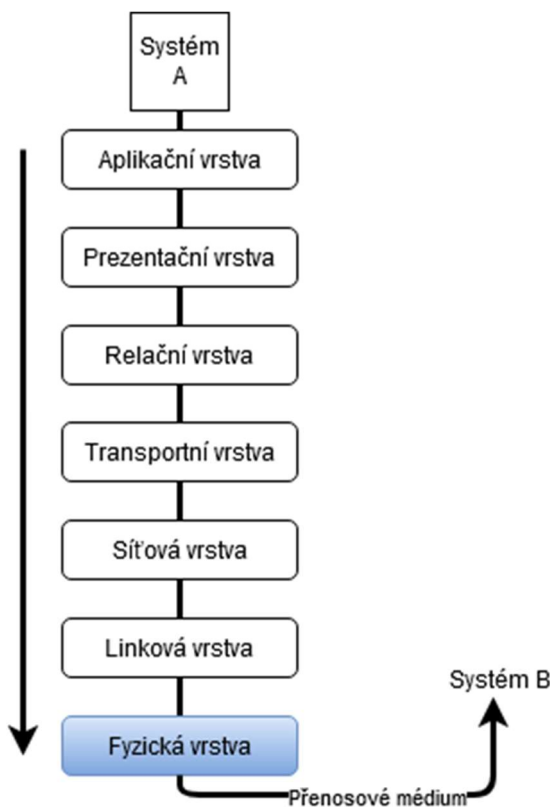 Systém
A
Aplikační vrstva
Prezentační vrstva
Relační vrstva
Transportní vrstva
Síťová vrstva
Linková vrstva
Systém B
Fyzická vrstva
Přenosové médium